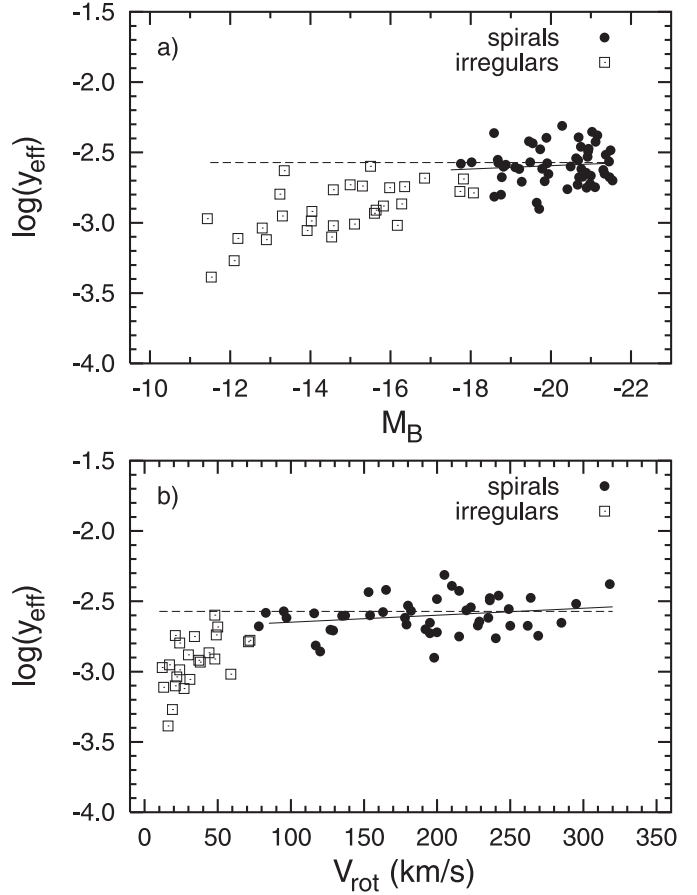 -1.5
a)
spirals
irregulars
-2.0
-2.5
-3.0
-3.5
-4.0
log(y_eff)
-10 -12 -14 -16 -18 -20 -22
M_B
-1.5
b)
spirals
irregulars
-2.0
-2.5
-3.0
-3.5
-4.0
log(y_eff)
0 50 100 150 200 250 300 350
V_rot (km/s)